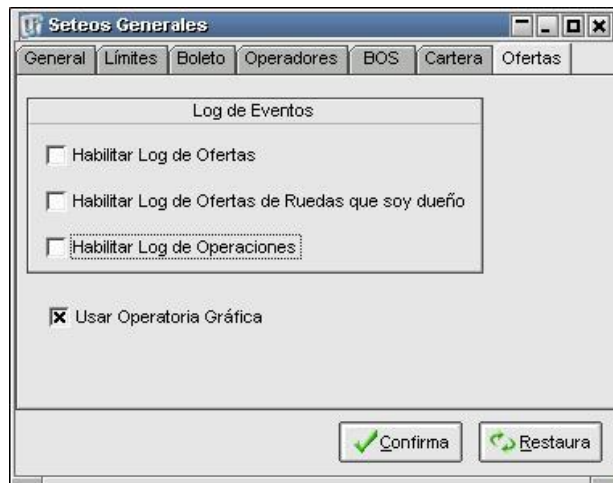 Seteos Generales
General Límites Boleto Operadores BOS Cartera Ofertas
Log de Eventos
Habilitar Log de Ofertas
Habilitar Log de Ofertas de Ruedas que soy dueño
Habilitar Log de Operaciones
Usar Operatoria Gráfica
Confirma Restaura